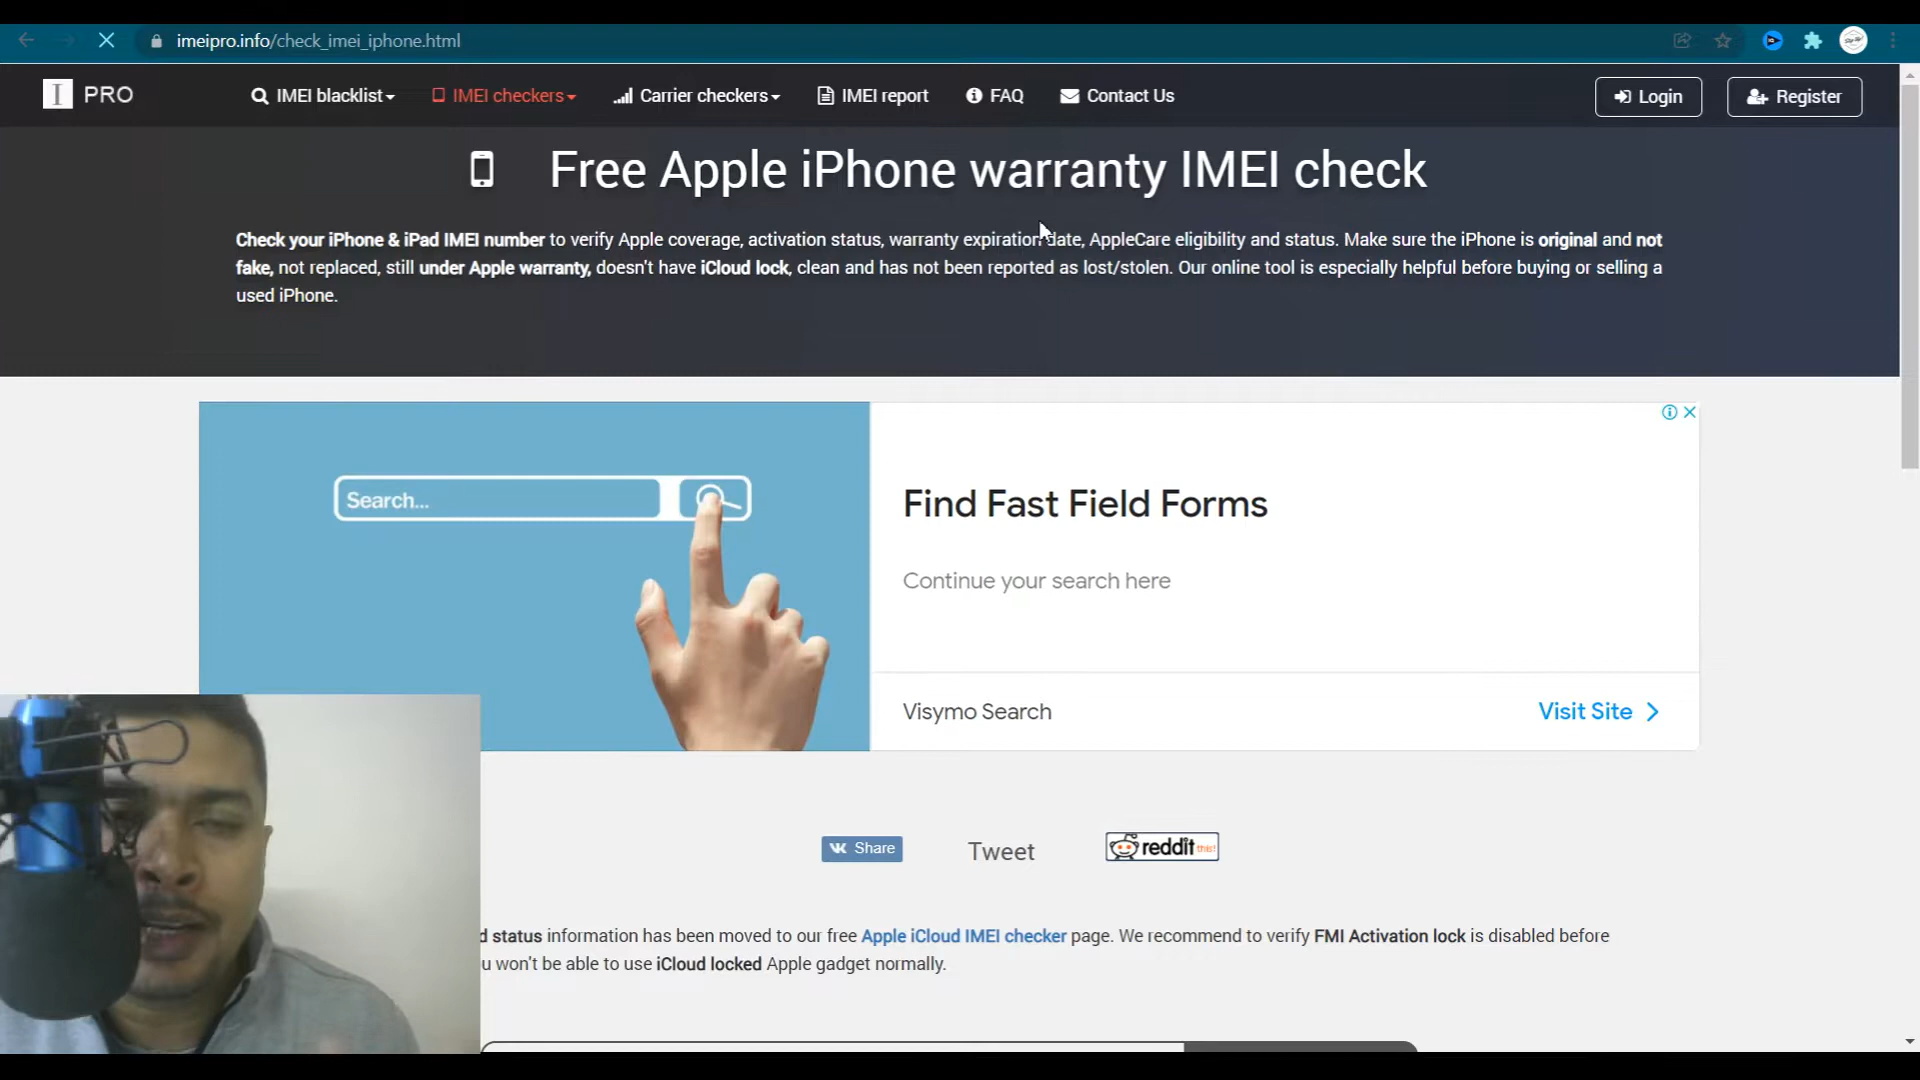 imeipro.info/check_imei_iphone.html
I PRO
IMEI blacklist
IMEI checkers
Carrier checkers
IMEI report
FAQ
Contact Us
Login
Register
Free Apple iPhone warranty IMEI check
Check your iPhone & iPad IMEI number to verify Apple coverage, activation status, warranty expiration date, AppleCare eligibility and status. Make sure the iPhone is original and not
fake, not replaced, still under Apple warranty, doesn't have iCloud lock, clean and has not been reported as lost/stolen. Our online tool is especially helpful before buying or selling a
used iPhone.
Search...
Find Fast Field Forms
Continue your search here
Visymo Search
Visit Site
Share
Tweet
reddit this!
status information has been moved to our free Apple iCloud IMEI checker page. We recommend to verify FMI Activation lock is disabled before
won't be able to use iCloud locked Apple gadget normally.